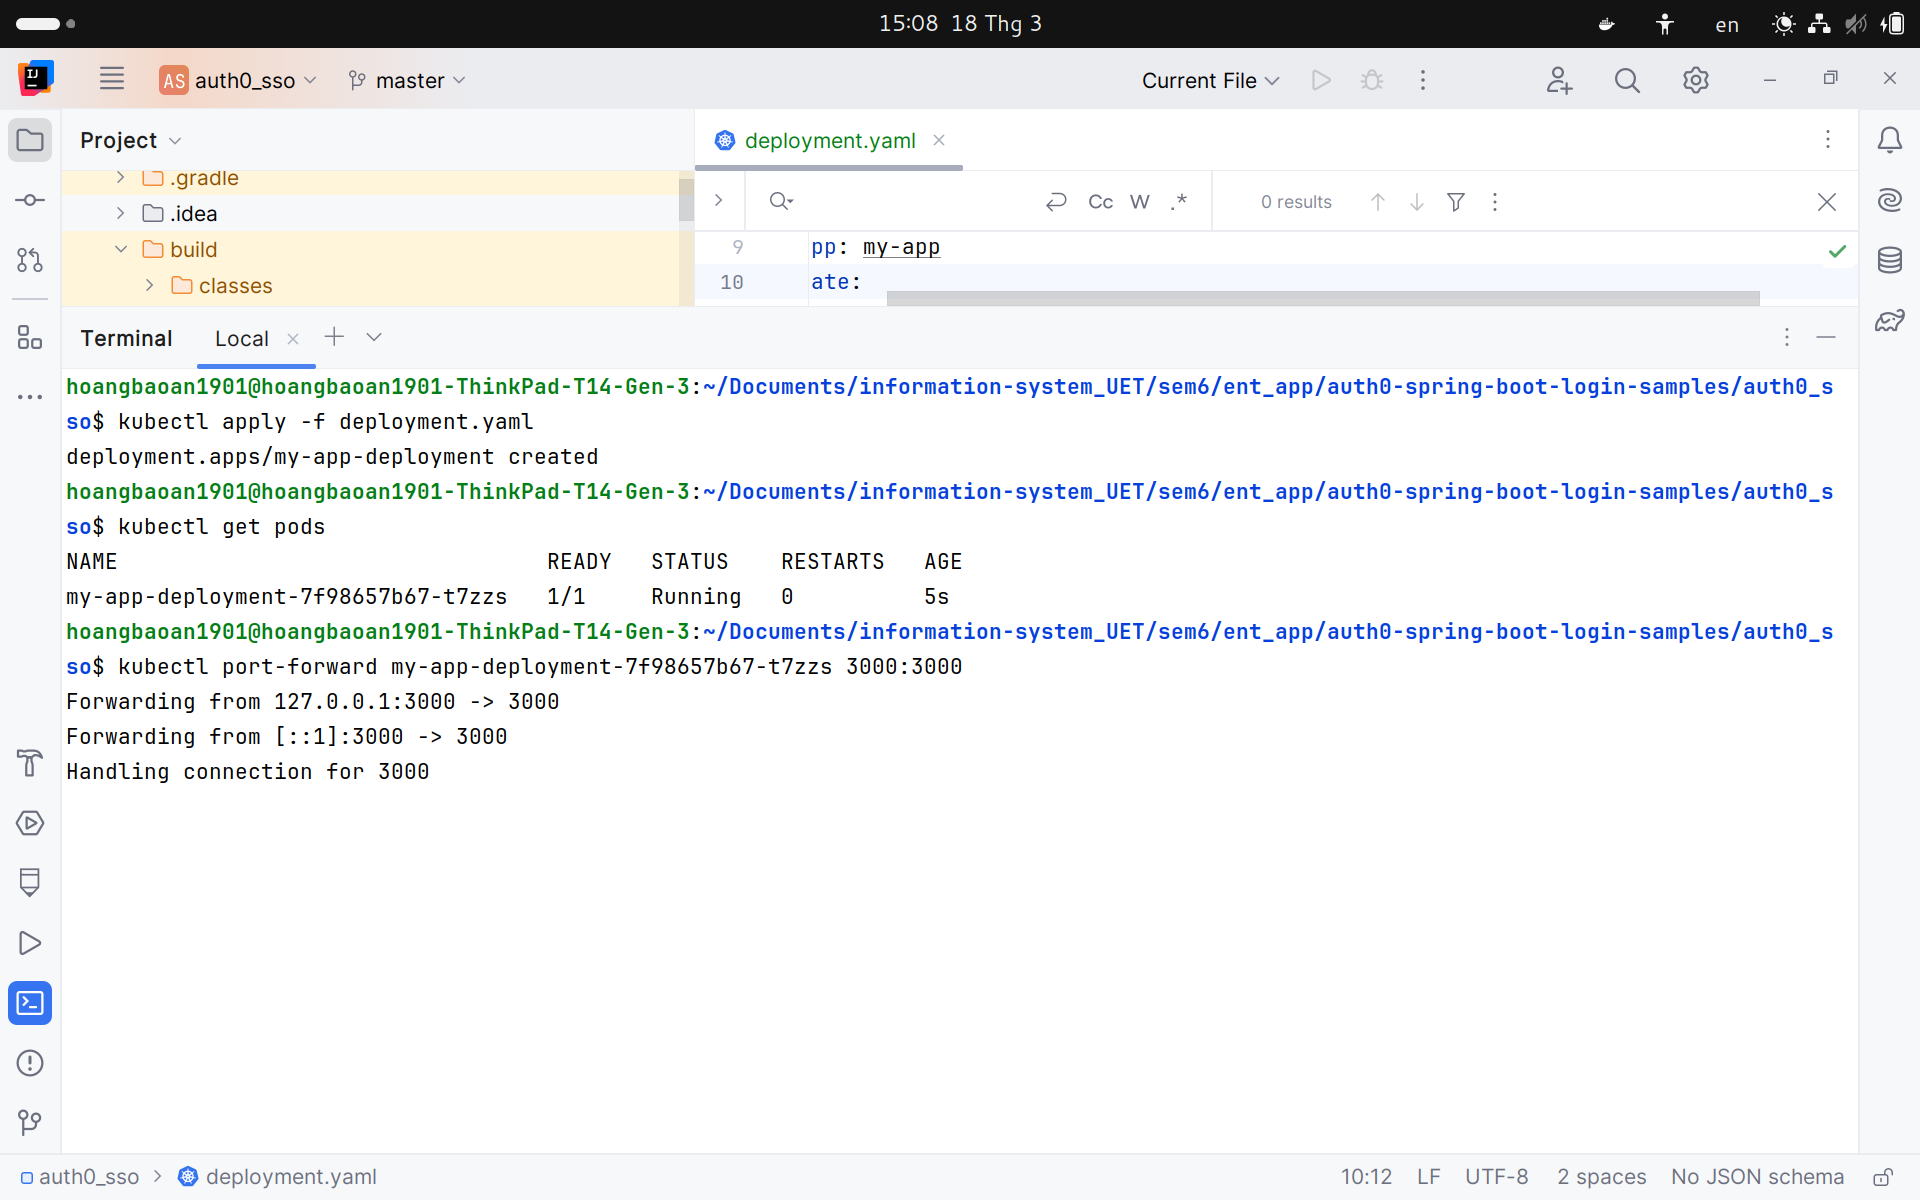 15:08 18 Thg 3
en
IJ
AS auth0_sso
master
Current File
Project
deployment.yaml
.gradle
.idea
build
classes
Cc W .*
0 results
9 pp: my-app
10 ate:
Terminal
Local
hoangbaoan1901@hoangbaoan1901-ThinkPad-T14-Gen-3:~/Documents/information-system_UET/sem6/ent_app/auth0-spring-boot-login-samples/auth0_s
so$ kubectl apply -f deployment.yaml
deployment.apps/my-app-deployment created
hoangbaoan1901@hoangbaoan1901-ThinkPad-T14-Gen-3:~/Documents/information-system_UET/sem6/ent_app/auth0-spring-boot-login-samples/auth0_s
so$ kubectl get pods
NAME READY STATUS RESTARTS AGE
my-app-deployment-7f98657b67-t7zzs 1/1 Running 0 5s
hoangbaoan1901@hoangbaoan1901-ThinkPad-T14-Gen-3:~/Documents/information-system_UET/sem6/ent_app/auth0-spring-boot-login-samples/auth0_s
so$ kubectl port-forward my-app-deployment-7f98657b67-t7zzs 3000:3000
Forwarding from 127.0.0.1:3000 -> 3000
Forwarding from [::1]:3000 -> 3000
Handling connection for 3000
auth0_sso > deployment.yaml
10:12 LF UTF-8 2 spaces No JSON schema